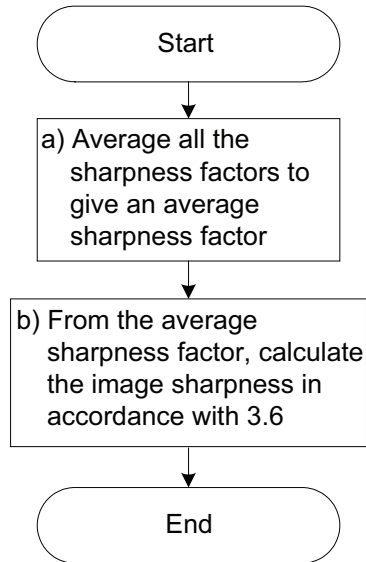 Start
a) Average all the
sharpness factors to
give an average
sharpness factor
b) From the average
sharpness factor, calculate
the image sharpness in
accordance with 3.6
End